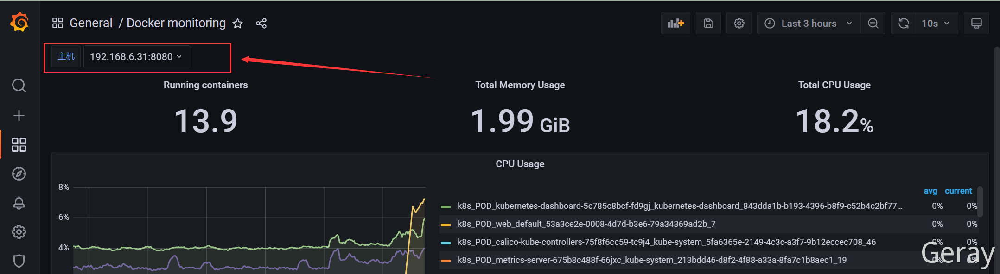 General / Docker monitoring
Last 3 hours
10s
主机 192.168.6.31:8080
Running containers
13.9
Total Memory Usage
1.99 GiB
Total CPU Usage
18.2%
CPU Usage
8%
6%
4%
avg current
k8s_POD_kubernetes-dashboard-5c785c8bcf-fd9gj_kubernetes-dashboard_843dda1b-b193-4396-b8f9-c52b4c2bf77... 0% 0%
k8s_POD_web_default_53a3ce2e-0008-4d7d-b3e6-79a34369ad2b_7 0% 0%
k8s_POD_calico-kube-controllers-75f8f6cc59-tc9j4_kube-system_5fa6365e-2149-4c3c-a3f7-9b12eccec708_46 0% 0%
k8s_POD_metrics-server-675b8c488f-66jxc_kube-system_213bdd46-d8f2-4f88-a33a-8fa7c1b8aec1_19 0% 0%
Geray